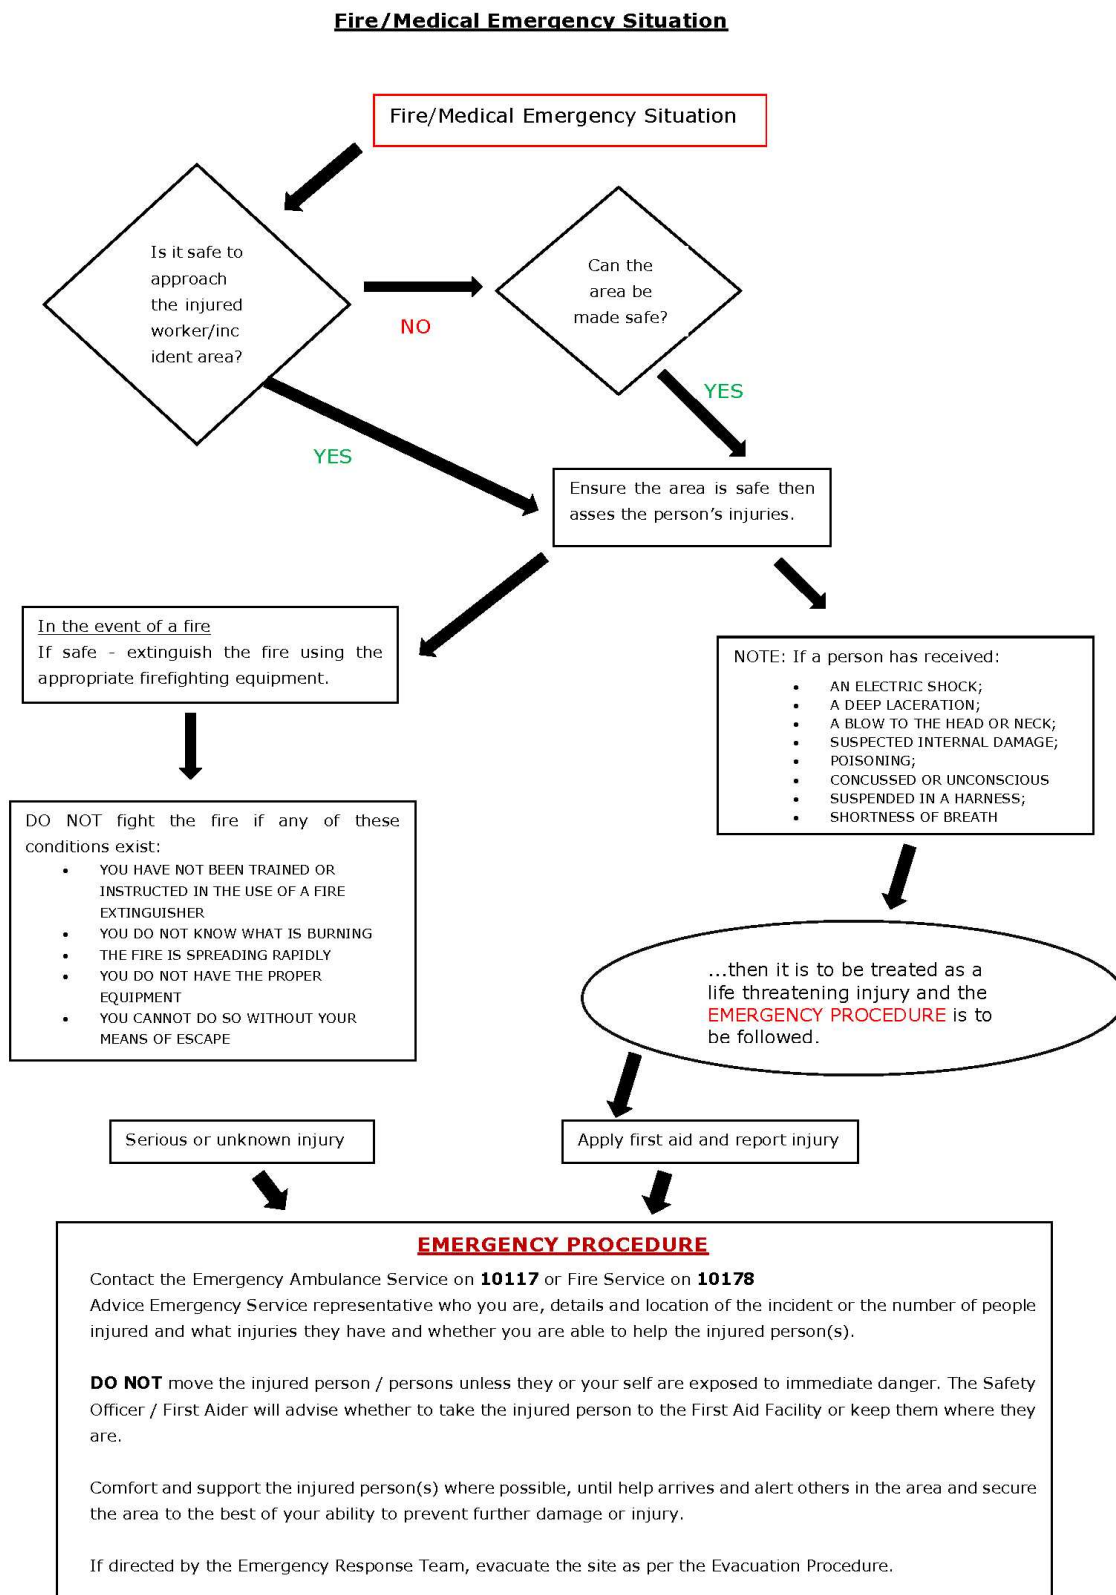 Fire/Medical Emergency Situation
Fire/Medical Emergency Situation
Is it safe to
approach
the injured
worker/inc
ident area?
NO
Can the
area be
made safe?
YES
YES
Ensure the area is safe then
asses the person's injuries.
In the event of a fire
If safe - extinguish the fire using the
appropriate firefighting equipment.
NOTE: If a person has received:
• AN ELECTRIC SHOCK;
• A DEEP LACERATION;
• A BLOW TO THE HEAD OR NECK;
• SUSPECTED INTERNAL DAMAGE;
• POISONING;
• CONCUSSED OR UNCONSCIOUS
• SUSPENDED IN A HARNESS;
• SHORTNESS OF BREATH
DO NOT fight the fire if any of these
conditions exist:
• YOU HAVE NOT BEEN TRAINED OR
INSTRUCTED IN THE USE OF A FIRE
EXTINGUISHER
• YOU DO NOT KNOW WHAT IS BURNING
• THE FIRE IS SPREADING RAPIDLY
• YOU DO NOT HAVE THE PROPER
EQUIPMENT
• YOU CANNOT DO SO WITHOUT YOUR
MEANS OF ESCAPE
...then it is to be treated as a
life threatening injury and the
EMERGENCY PROCEDURE is to
be followed.
Serious or unknown injury
Apply first aid and report injury
EMERGENCY PROCEDURE
Contact the Emergency Ambulance Service on 10117 or Fire Service on 10178
Advice Emergency Service representative who you are, details and location of the incident or the number of people
injured and what injuries they have and whether you are able to help the injured person(s).
DO NOT move the injured person / persons unless they or your self are exposed to immediate danger. The Safety
Officer / First Aider will advise whether to take the injured person to the First Aid Facility or keep them where they
are.
Comfort and support the injured person(s) where possible, until help arrives and alert others in the area and secure
the area to the best of your ability to prevent further damage or injury.
If directed by the Emergency Response Team, evacuate the site as per the Evacuation Procedure.